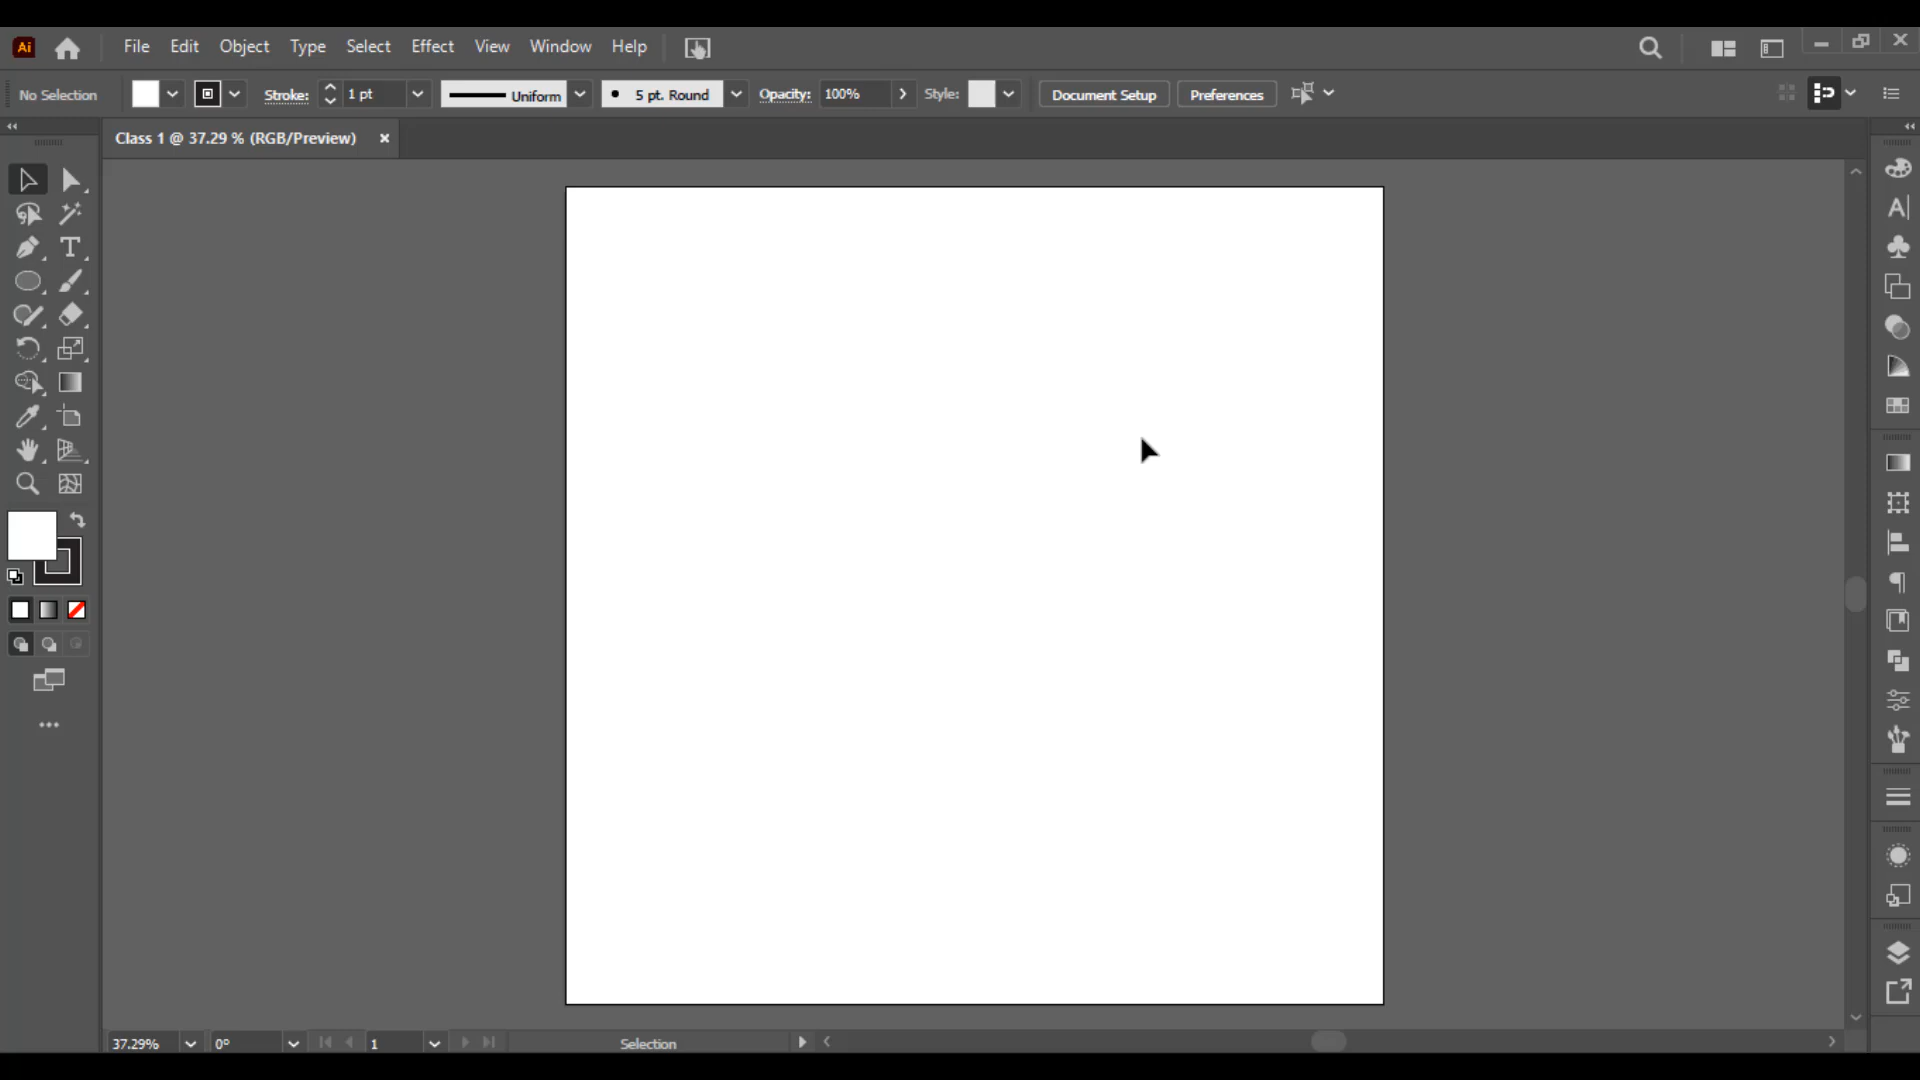 Ai File Edit Object Type Select Effect View Window Help
No Selection Stroke: 1 pt Uniform 5 pt. Round Opacity: 100% Style: Document Setup Preferences
Class 1 @ 37.29 % (RGB/Preview) ×
37.29% 0° 1 Selection